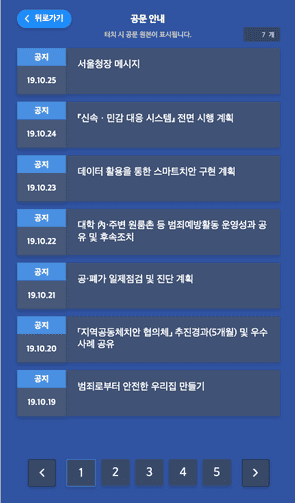 뒤로가기
공문 안내
터치 시 공문 원본이 표시됩니다.
7 개
공지
19.10.25
서울청장 메시지
공지
19.10.24
『신속ㆍ민감 대응 시스템』 전면 시행 계획
공지
19.10.23
데이터 활용을 통한 스마트치안 구현 계획
공지
19.10.22
대학 內·주변 원룸촌 등 범죄예방활동 운영성과 공
유 및 후속조치
공지
19.10.21
공·폐가 일제점검 및 진단 계획
공지
19.10.20
「지역공동체치안 협의체」 추진경과(5개월) 및 우수
사례 공유
공지
19.10.19
범죄로부터 안전한 우리집 만들기
1 2 3 4 5